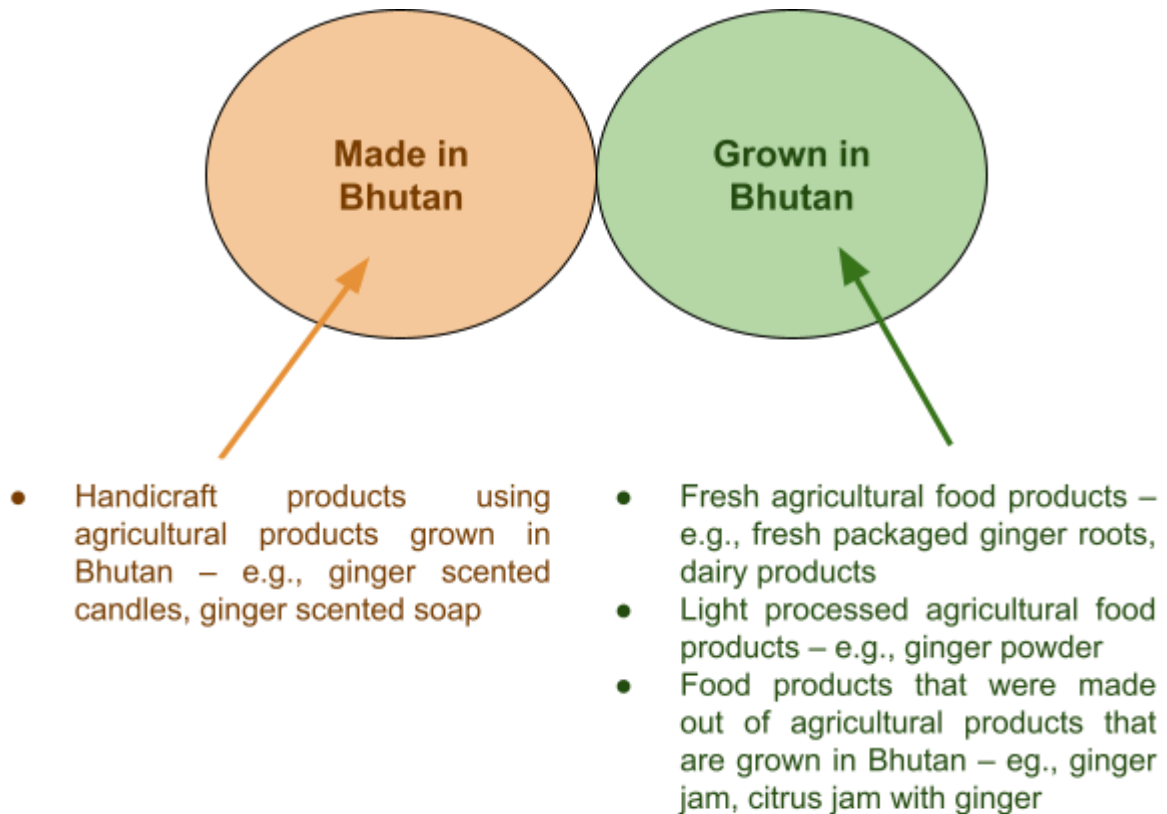 Made in
Bhutan
Grown in
Bhutan
● Handicraft products using
agricultural products grown in
Bhutan – e.g., ginger scented
candles, ginger scented soap
● Fresh agricultural food products –
e.g., fresh packaged ginger roots,
dairy products
● Light processed agricultural food
products – e.g., ginger powder
● Food products that were made
out of agricultural products that
are grown in Bhutan – eg., ginger
jam, citrus jam with ginger